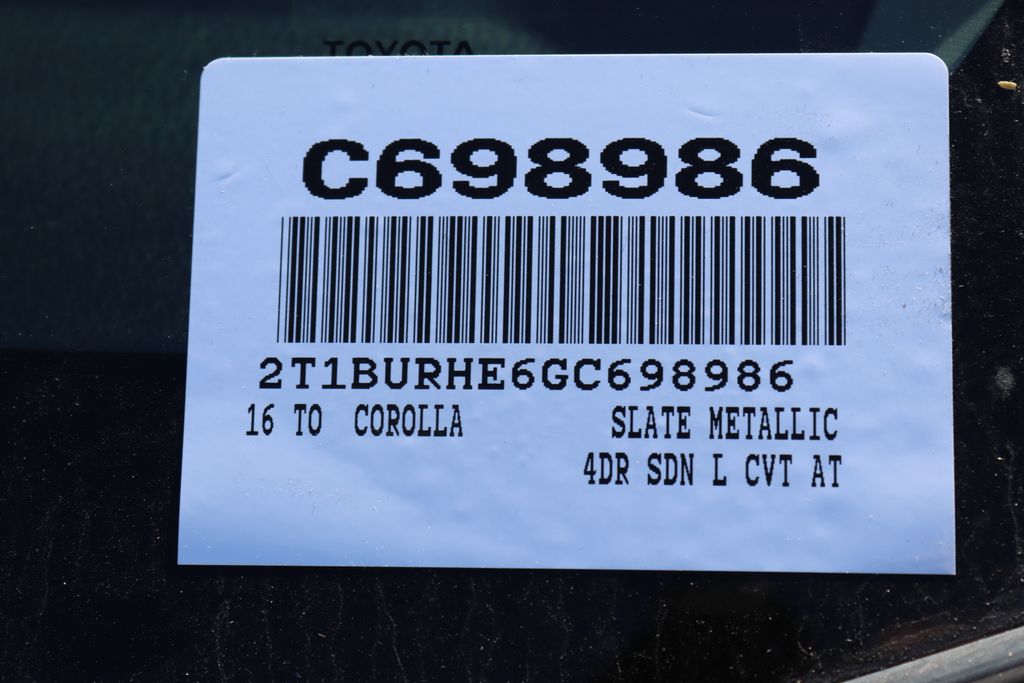 TOYOTA
C698986
2T1BURHE6GC698986
16 TO COROLLA SLATE METALLIC
4DR SDN L CVT AT